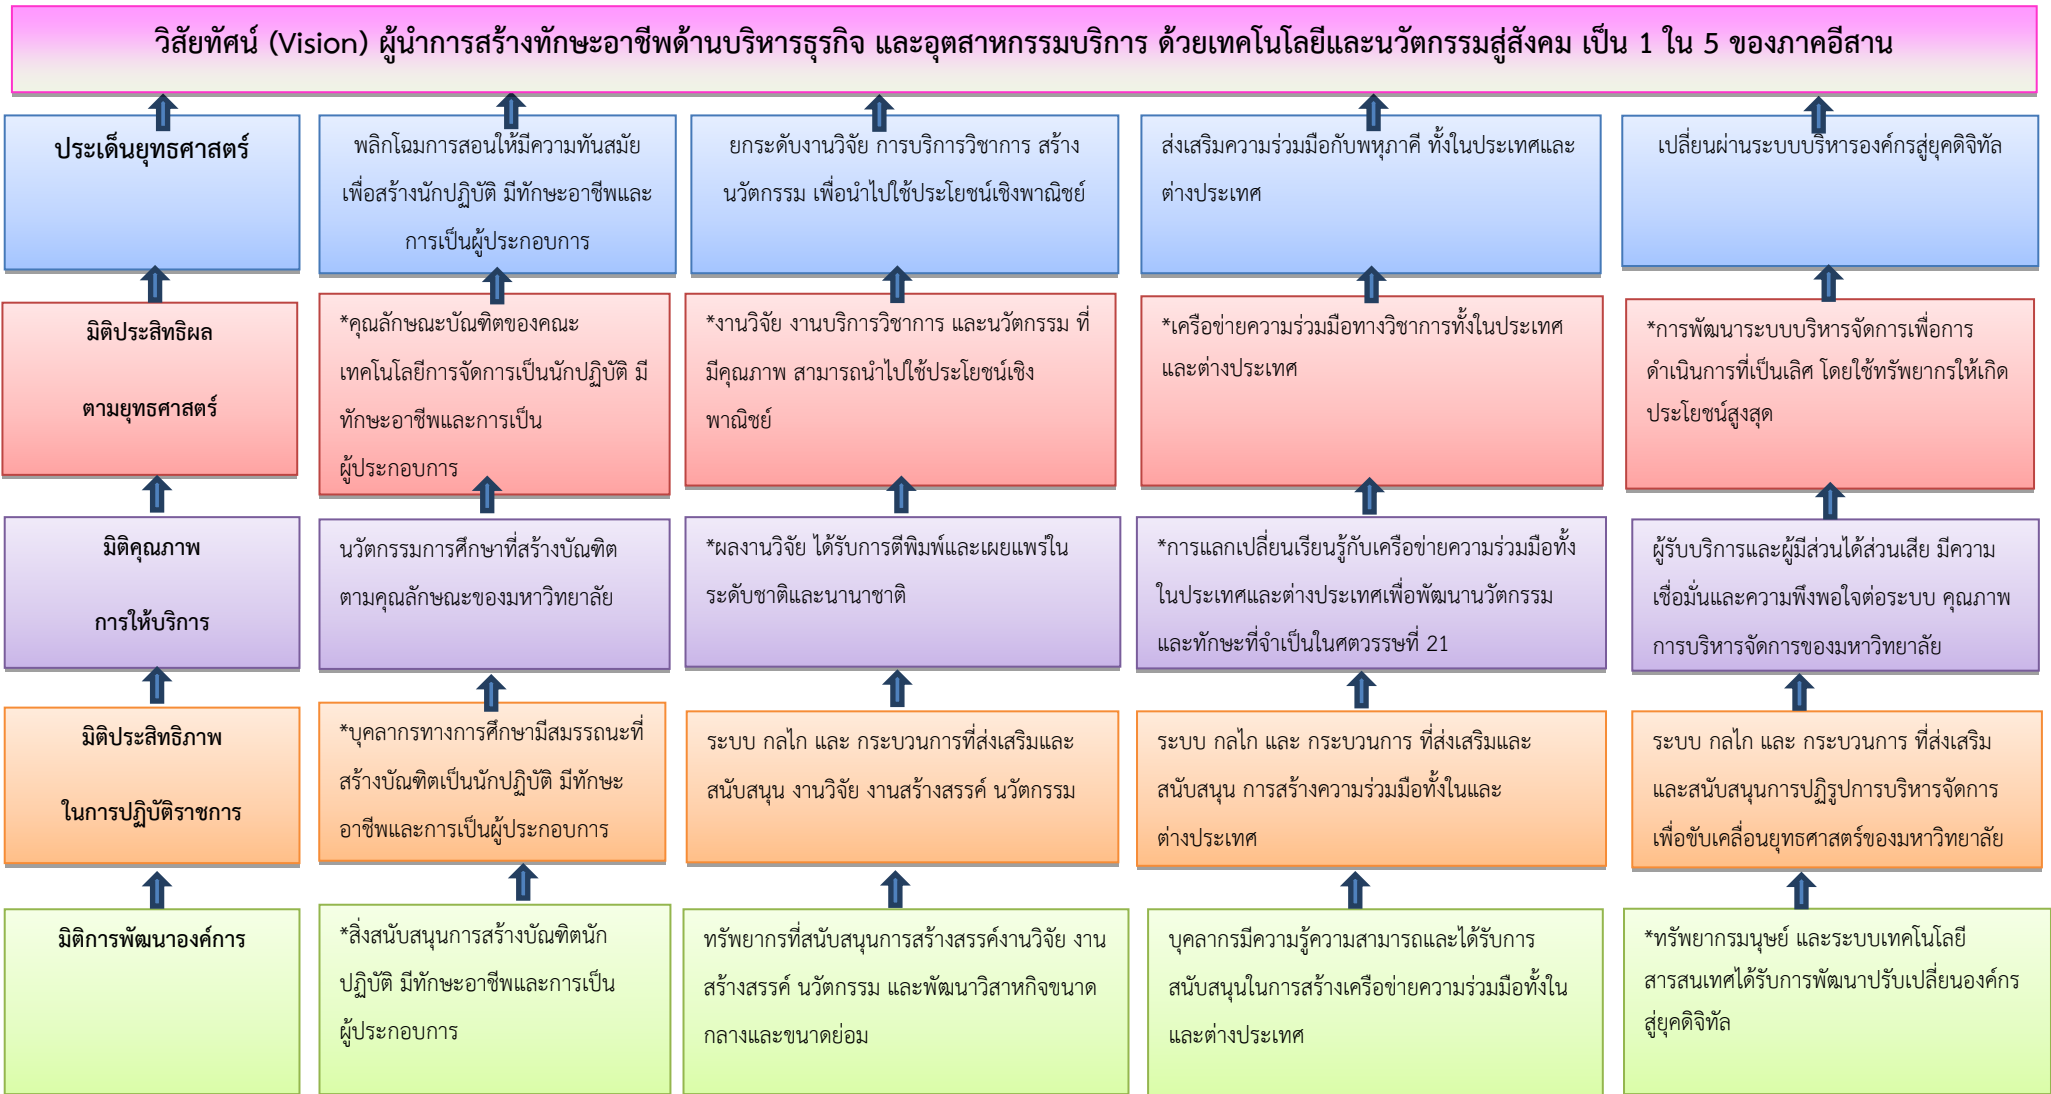 วิสัยทัศน์ (Vision) ผู้นำการสร้างทักษะอาชีพด้านบริหารธุรกิจ และอุตสาหกรรมบริการ ด้วยเทคโนโลยีและนวัตกรรมสู่สังคม เป็น 1 ใน 5 ของภาคอีสาน
ประเด็นยุทธศาสตร์
พลิกโฉมการสอนให้มีความทันสมัย
เพื่อสร้างนักปฏิบัติ มีทักษะอาชีพและ
การเป็นผู้ประกอบการ
ยกระดับงานวิจัย การบริการวิชาการ สร้าง
นวัตกรรม เพื่อนำไปใช้ประโยชน์เชิงพาณิชย์
ส่งเสริมความร่วมมือกับพหุภาคี ทั้งในประเทศและ
ต่างประเทศ
เปลี่ยนผ่านระบบบริหารองค์กรสู่ยุคดิจิทัล
มิติประสิทธิผล
ตามยุทธศาสตร์
*คุณลักษณะบัณฑิตของคณะ
เทคโนโลยีการจัดการเป็นนักปฏิบัติ มี
ทักษะอาชีพและการเป็น
ผู้ประกอบการ
*งานวิจัย งานบริการวิชาการ และนวัตกรรม ที่
มีคุณภาพ สามารถนำไปใช้ประโยชน์เชิง
พาณิชย์
*เครือข่ายความร่วมมือทางวิชาการทั้งในประเทศ
และต่างประเทศ
*การพัฒนาระบบบริหารจัดการเพื่อการ
ดำเนินการที่เป็นเลิศ โดยใช้ทรัพยากรให้เกิด
ประโยชน์สูงสุด
มิติคุณภาพ
การให้บริการ
นวัตกรรมการศึกษาที่สร้างบัณฑิต
ตามคุณลักษณะของมหาวิทยาลัย
*ผลงานวิจัย ได้รับการตีพิมพ์และเผยแพร่ใน
ระดับชาติและนานาชาติ
*การแลกเปลี่ยนเรียนรู้กับเครือข่ายความร่วมมือทั้ง
ในประเทศและต่างประเทศเพื่อพัฒนานวัตกรรม
และทักษะที่จำเป็นในศตวรรษที่ 21
ผู้รับบริการและผู้มีส่วนได้ส่วนเสีย มีความ
เชื่อมั่นและความพึงพอใจต่อระบบ คุณภาพ
การบริหารจัดการของมหาวิทยาลัย
มิติประสิทธิภาพ
ในการปฏิบัติราชการ
*บุคลากรทางการศึกษามีสมรรถนะที่
สร้างบัณฑิตเป็นนักปฏิบัติ มีทักษะ
อาชีพและการเป็นผู้ประกอบการ
ระบบ กลไก และ กระบวนการที่ส่งเสริมและ
สนับสนุน งานวิจัย งานสร้างสรรค์ นวัตกรรม
ระบบ กลไก และ กระบวนการ ที่ส่งเสริมและ
สนับสนุน การสร้างความร่วมมือทั้งในและ
ต่างประเทศ
ระบบ กลไก และ กระบวนการ ที่ส่งเสริม
และสนับสนุนการปฏิรูปการบริหารจัดการ
เพื่อขับเคลื่อนยุทธศาสตร์ของมหาวิทยาลัย
มิติการพัฒนาองค์การ
*สิ่งสนับสนุนการสร้างบัณฑิตนัก
ปฏิบัติ มีทักษะอาชีพและการเป็น
ผู้ประกอบการ
ทรัพยากรที่สนับสนุนการสร้างสรรค์งานวิจัย งาน
สร้างสรรค์ นวัตกรรม และพัฒนาวิสาหกิจขนาด
กลางและขนาดย่อม
บุคลากรมีความรู้ความสามารถและได้รับการ
สนับสนุนในการสร้างเครือข่ายความร่วมมือทั้งใน
และต่างประเทศ
*ทรัพยากรมนุษย์ และระบบเทคโนโลยี
สารสนเทศได้รับการพัฒนาปรับเปลี่ยนองค์กร
สู่ยุคดิจิทัล